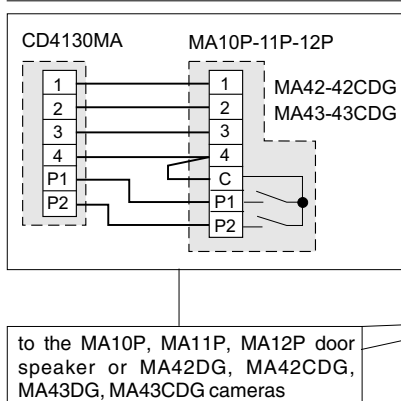 CD4130MA
MA10P-11P-12P
1 1 MA42-42CDG
2 2 MA43-43CDG
3 3
4 4
P1 C
P2 P1
P2
to the MA10P, MA11P, MA12P door
speaker or MA42DG, MA42CDG,
MA43DG, MA43CDG cameras